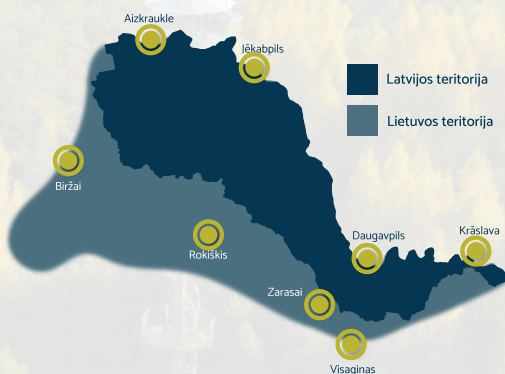 Aizkraukle
Jēkabpils
Latvijos teritorija
Lietuvos teritorija
Biržai
Rokiškis
Daugavpils
Krāslava
Zarasai
Visaginas